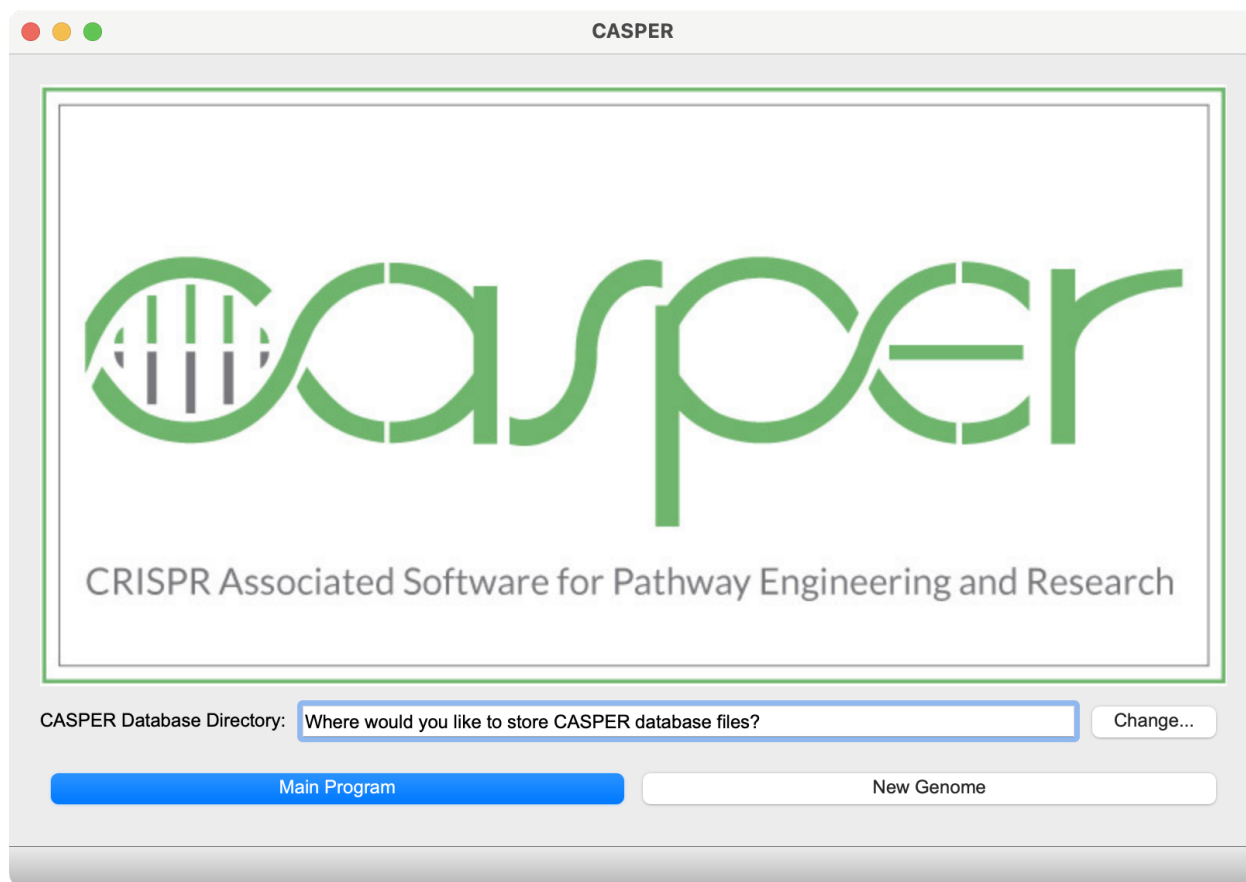 CASPER
casper
CRISPR Associated Software for Pathway Engineering and Research
CASPER Database Directory: Where would you like to store CASPER database files? Change...
Main Program New Genome